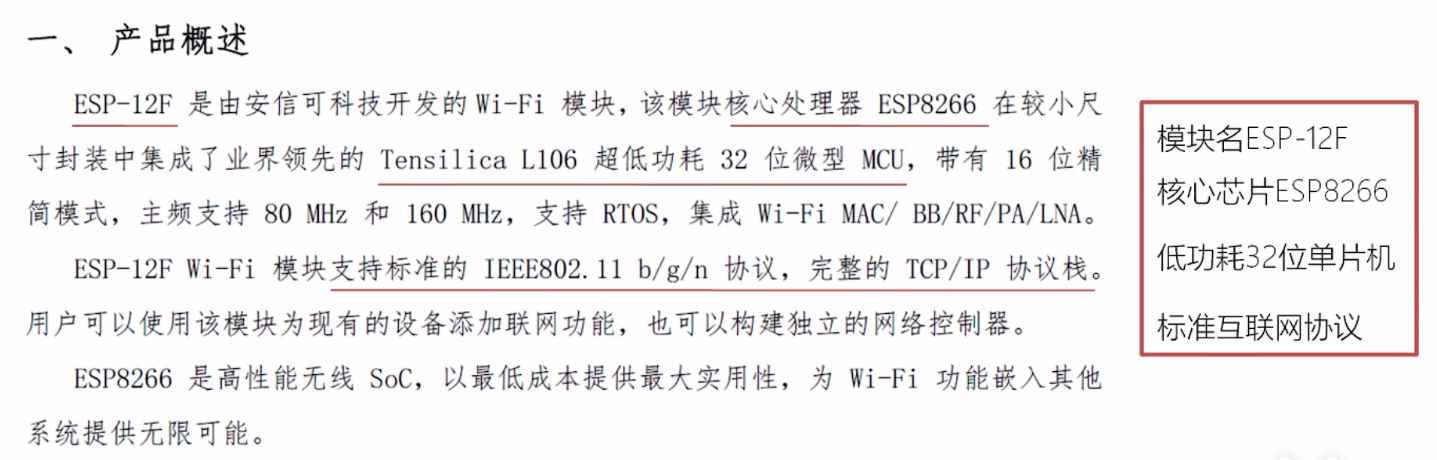 一、 产品概述
ESP-12F 是由安信可科技开发的Wi-Fi 模块，该模块核心处理器 ESP8266 在较小尺
寸封装中集成了业界领先的 Tensilica L106 超低功耗 32 位微型 MCU，带有 16 位精
简模式，主频支持 80 MHz 和 160 MHz，支持 RTOS，集成 Wi-Fi MAC/ BB/RF/PA/LNA。
ESP-12F Wi-Fi 模块支持标准的 IEEE802.11 b/g/n 协议，完整的 TCP/IP 协议栈。
用户可以使用该模块为现有的设备添加联网功能，也可以构建独立的网络控制器。
ESP8266 是高性能无线 SoC，以最低成本提供最大实用性，为 Wi-Fi 功能嵌入其他
系统提供无限可能。
模块名ESP-12F
核心芯片ESP8266
低功耗32位单片机
标准互联网协议